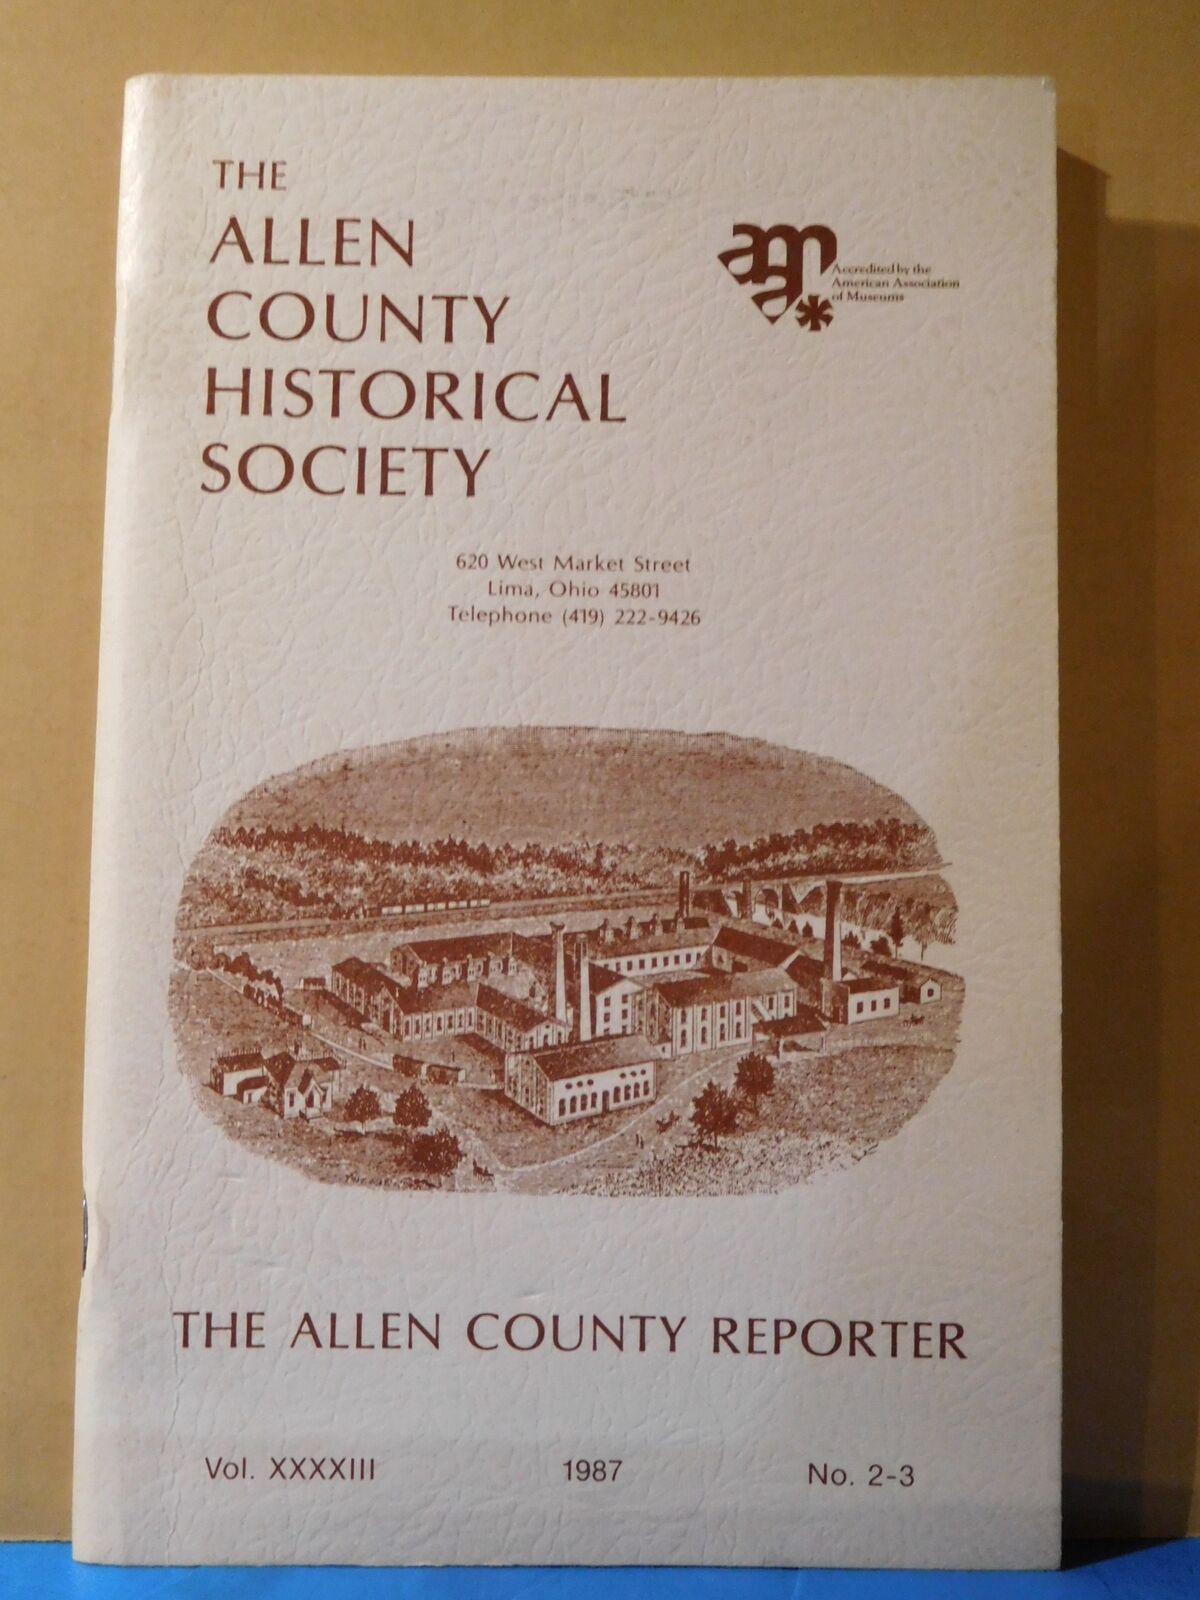 THE
ALLEN
COUNTY
HISTORICAL
SOCIETY
aam
Accredited by the
American Association
of Museums
620 West Market Street
Lima, Ohio 45801
Telephone (419) 222-9426
THE ALLEN COUNTY REPORTER
Vol. XXXXIII 1987 No. 2-3